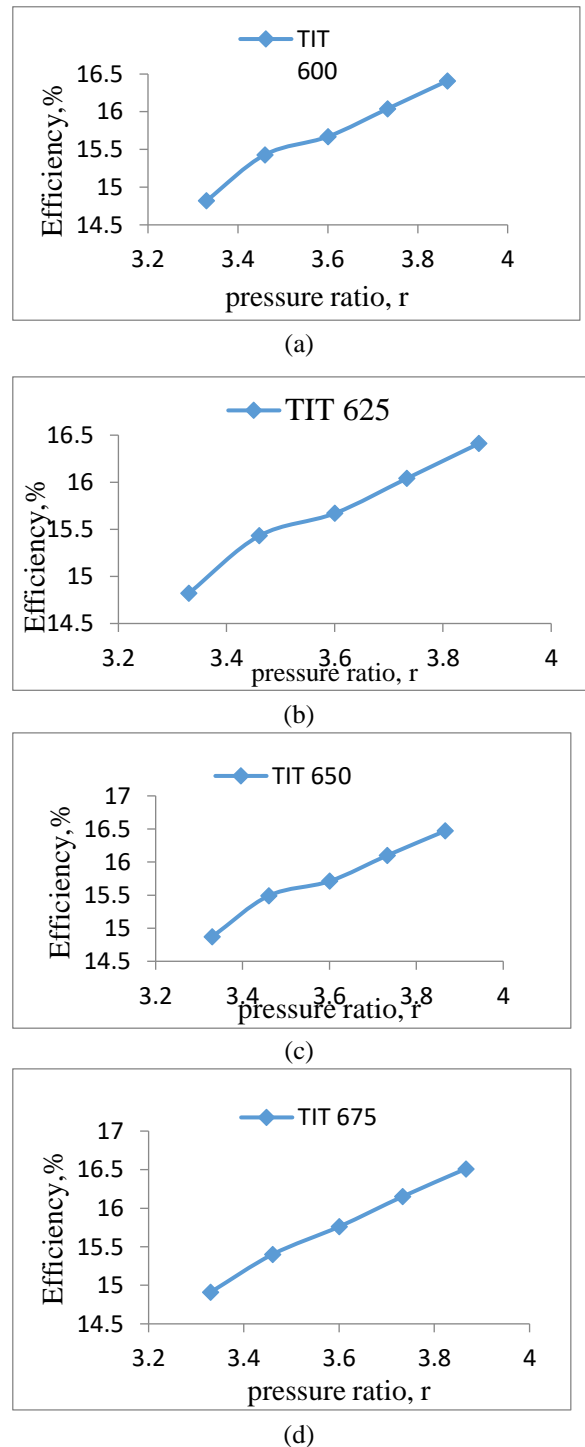 TIT
600
Efficiency,%
16.5
16
15.5
15
14.5
3.2 3.4 3.6 3.8 4
pressure ratio, r
(a)
TIT 625
Efficiency,%
16.5
16
15.5
15
14.5
3.2 3.4 3.6 3.8 4
pressure ratio, r
(b)
TIT 650
Efficiency,%
17
16.5
16
15.5
15
14.5
3.2 3.4 3.6 3.8 4
pressure ratio, r
(c)
TIT 675
Efficiency,%
17
16.5
16
15.5
15
14.5
3.2 3.4 3.6 3.8 4
pressure ratio, r
(d)